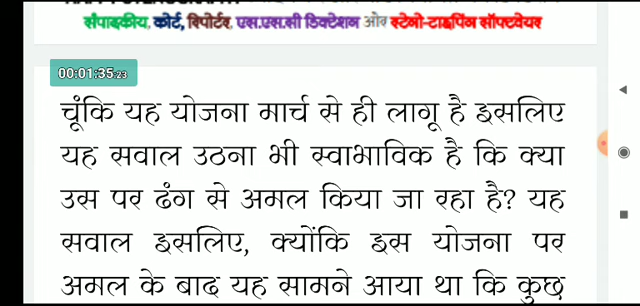 संपादकीय, कोर्ट, रिपोर्टर, एस.एस.सी डिक्टेशन और स्टेनो-टाइपिंग सॉफ्टवेयर
00:01:35:23
चूंकि यह योजना मार्च से ही लागू है इसलिए
यह सवाल उठना भी स्वाभाविक है कि क्या
उस पर ढंग से अमल किया जा रहा है? यह
सवाल इसलिए, क्योंकि इस योजना पर
अमल के बाद यह सामने आया था कि कुछ